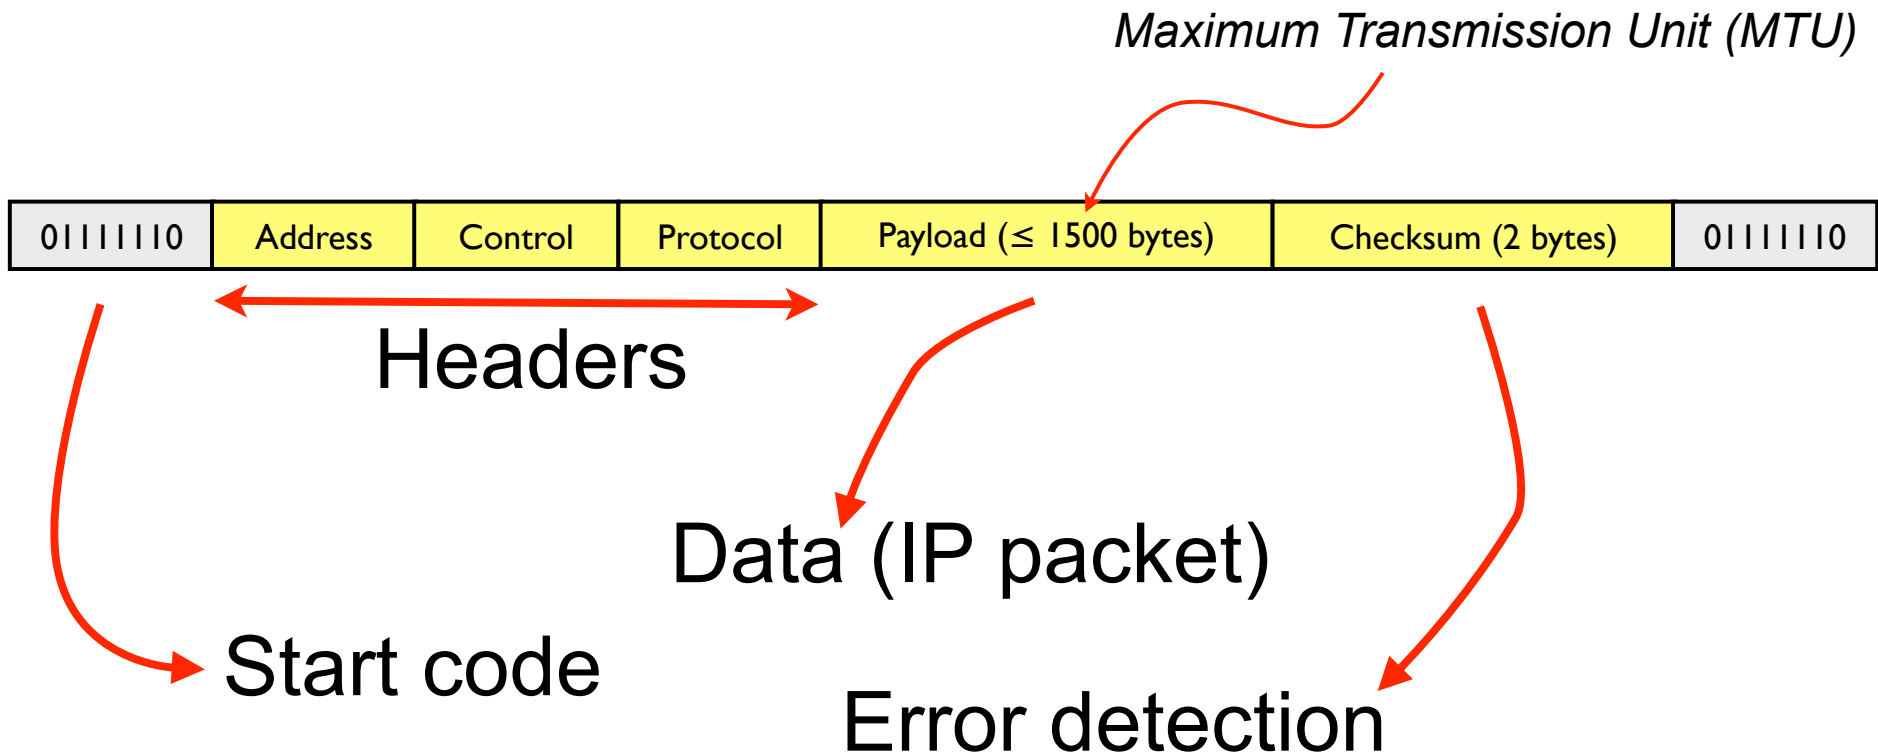 Maximum Transmission Unit (MTU)
01111110 Address Control Protocol Payload (≤ 1500 bytes) Checksum (2 bytes) 01111110
Headers
Data (IP packet)
Start code
Error detection